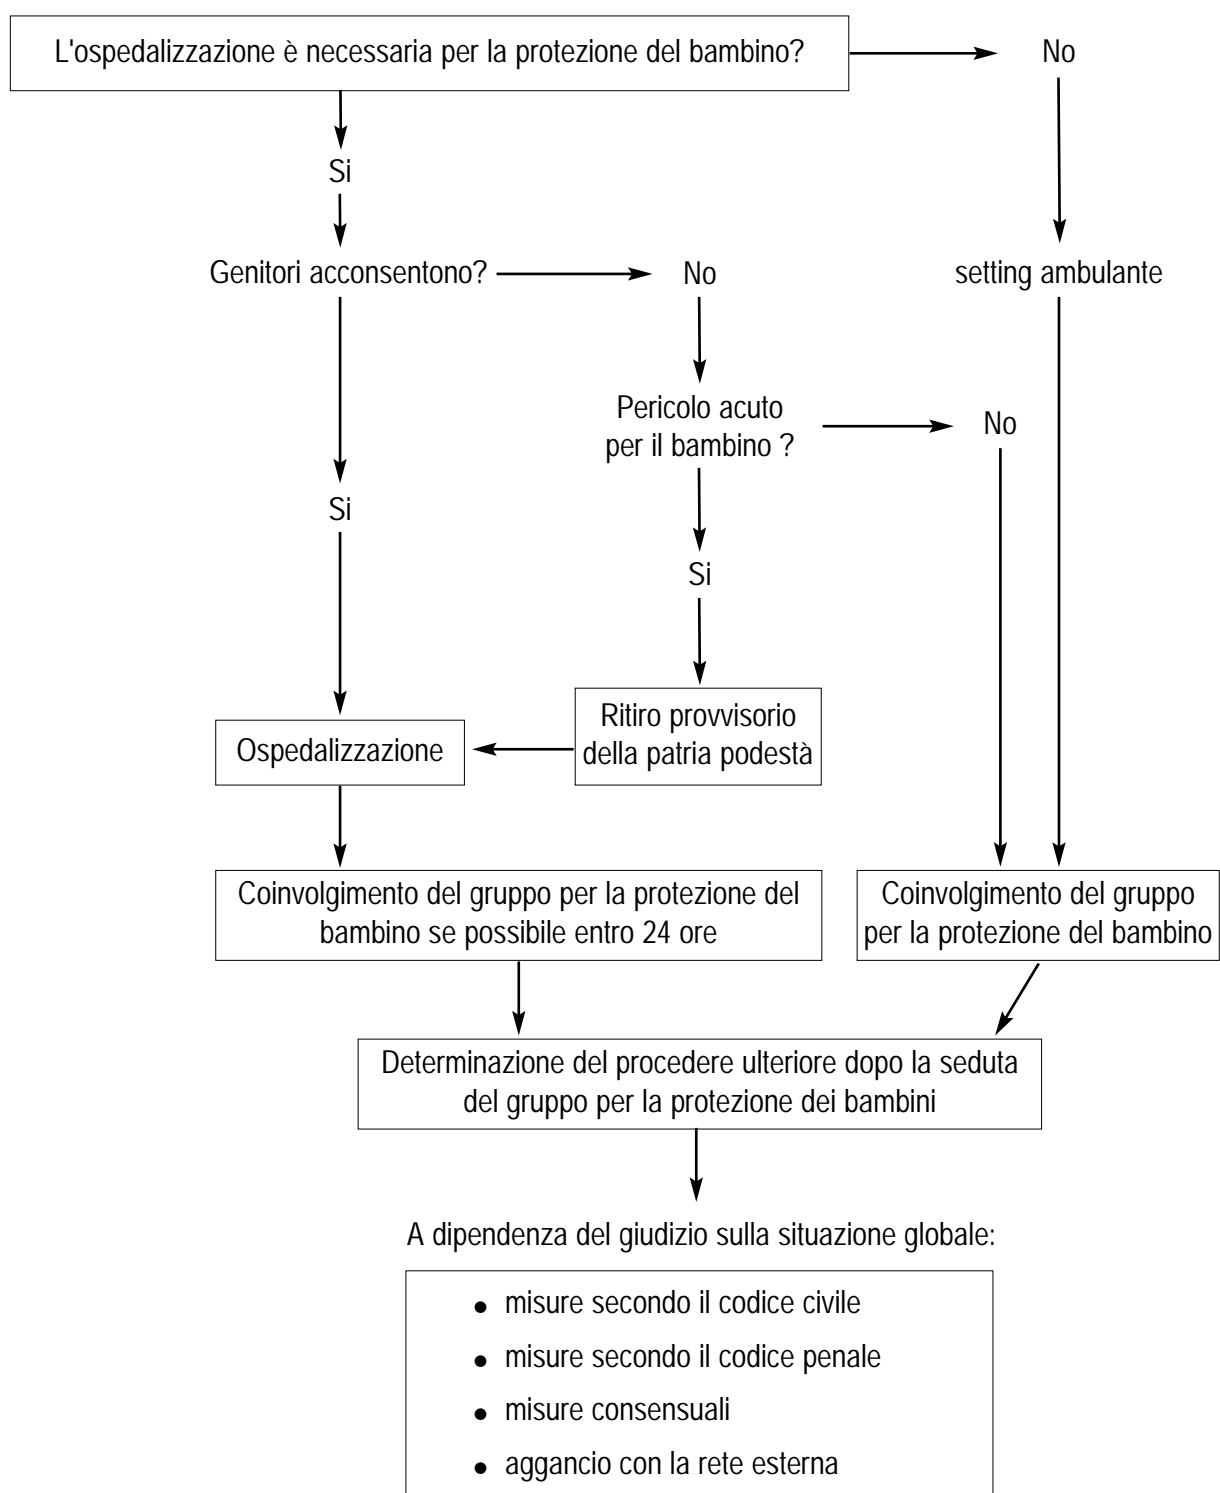 L'ospedalizzazione è necessaria per la protezione del bambino?
No
Si
Genitori acconsentono?
No
setting ambulante
Pericolo acuto
per il bambino ?
No
Si
Si
Ritiro provvisorio
della patria podestà
Ospedalizzazione
Coinvolgimento del gruppo per la protezione del
bambino se possibile entro 24 ore
Coinvolgimento del gruppo
per la protezione del bambino
Determinazione del procedere ulteriore dopo la seduta
del gruppo per la protezione dei bambini
A dipendenza del giudizio sulla situazione globale:
● misure secondo il codice civile
● misure secondo il codice penale
● misure consensuali
● aggancio con la rete esterna